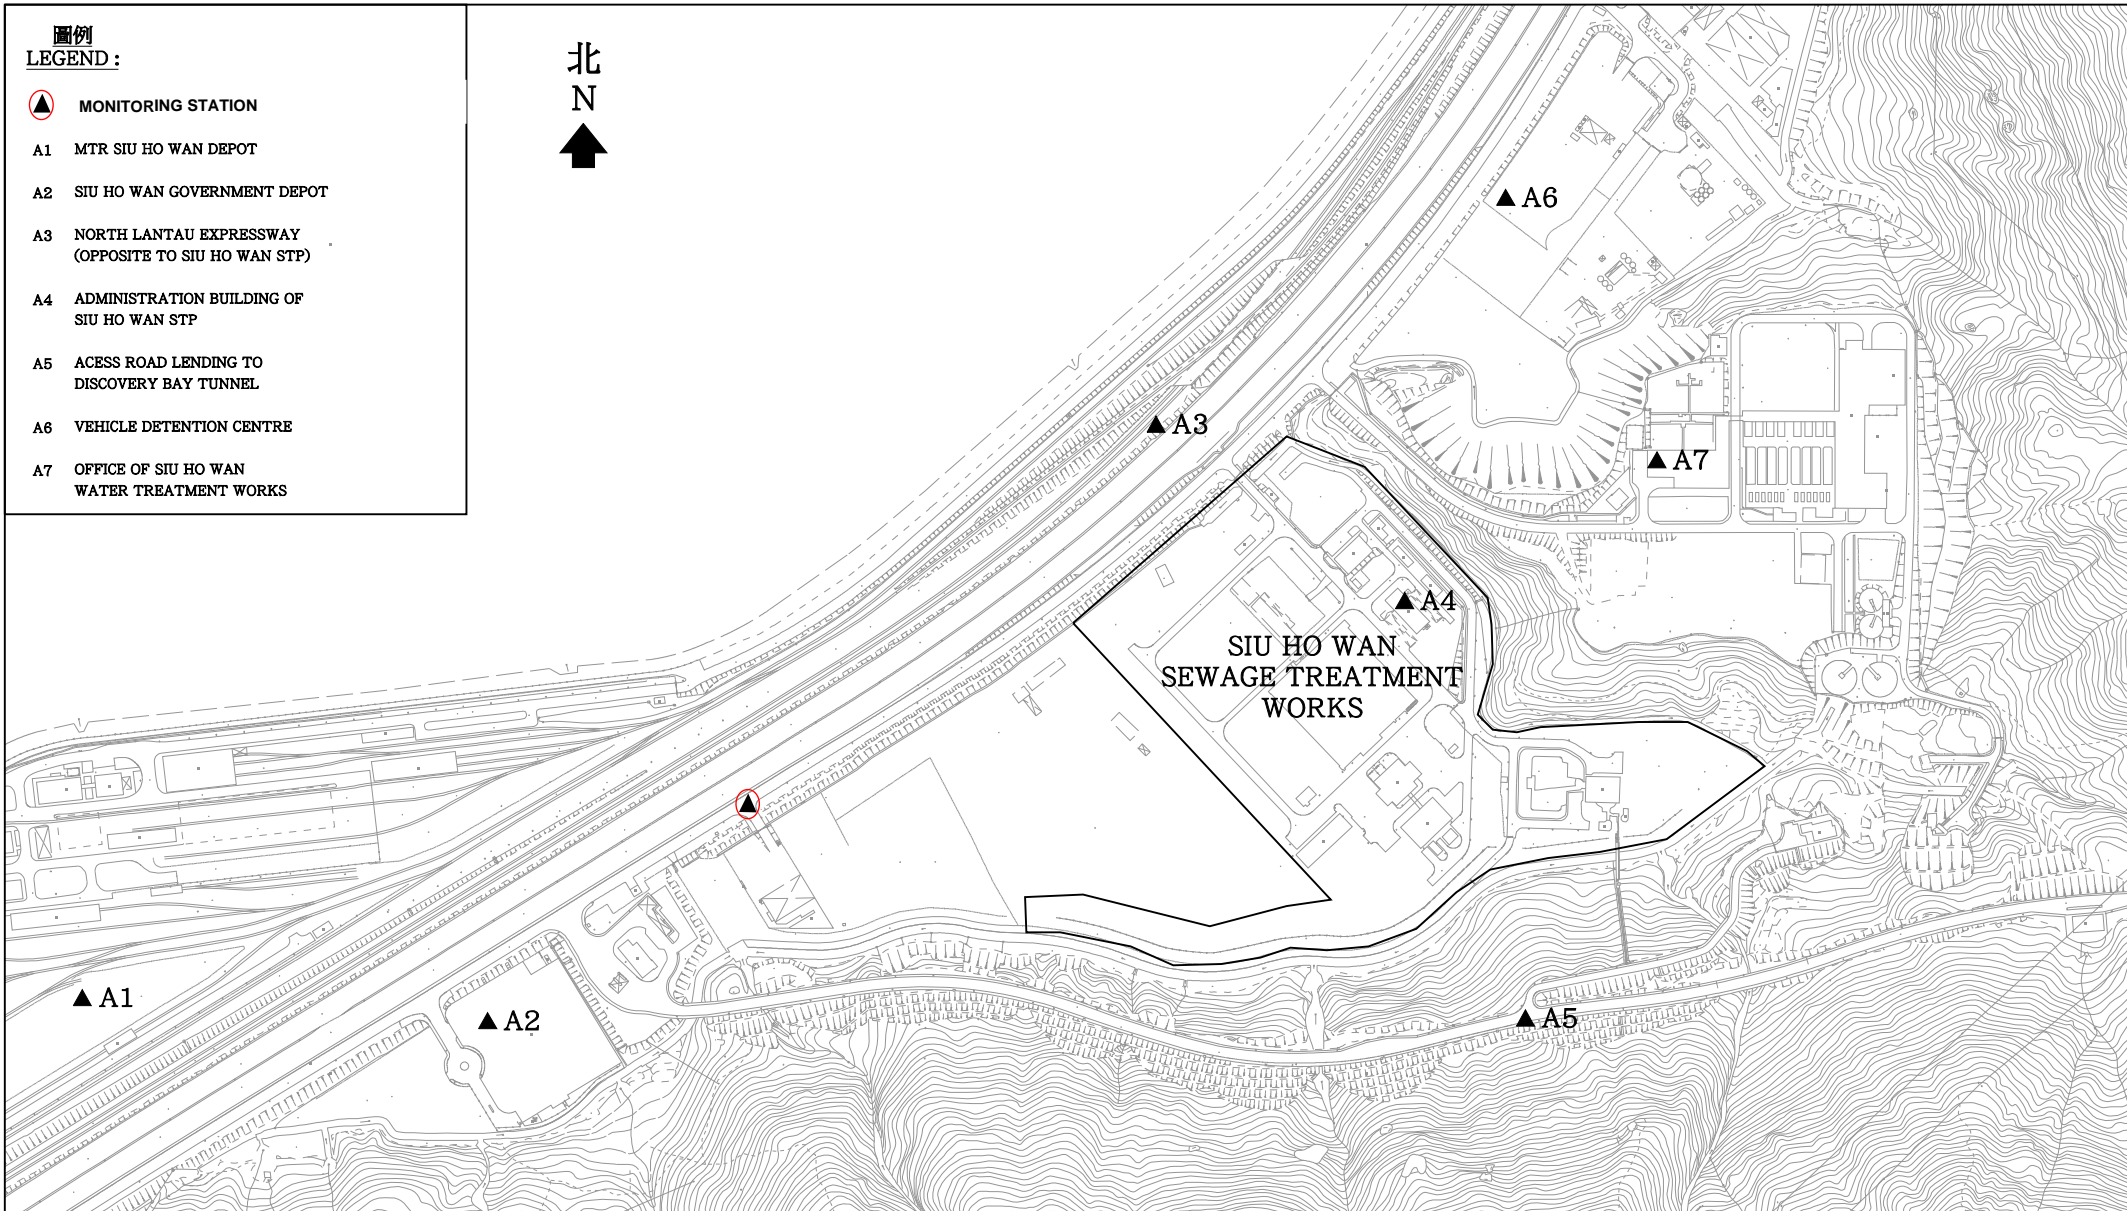 圖例
LEGEND :
MONITORING STATION
A1 MTR SIU HO WAN DEPOT
A2 SIU HO WAN GOVERNMENT DEPOT
A3 NORTH LANTAU EXPRESSWAY
(OPPOSITE TO SIU HO WAN STP)
A4 ADMINISTRATION BUILDING OF
SIU HO WAN STP
A5 ACESS ROAD LENDING TO
DISCOVERY BAY TUNNEL
A6 VEHICLE DETENTION CENTRE
A7 OFFICE OF SIU HO WAN
WATER TREATMENT WORKS
北
N
A6
A3
A7
A4
SIU HO WAN
SEWAGE TREATMENT
WORKS
A1
A2
A5